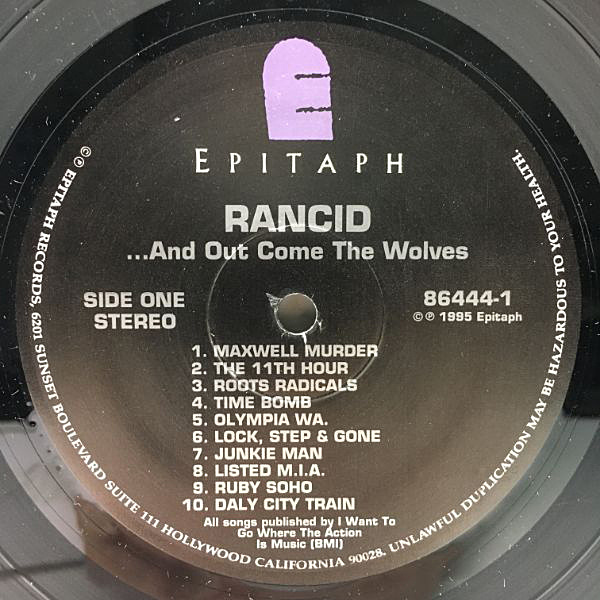 EPITAPH
RANCID
...And Out Come The Wolves
SIDE ONE
STEREO
86444-1
© ℗ 1995 Epitaph
1. MAXWELL MURDER
2. THE 11TH HOUR
3. ROOTS RADICALS
4. TIME BOMB
5. OLYMPIA WA.
6. LOCK, STEP & GONE
7. JUNKIE MAN
8. LISTED M.I.A.
9. RUBY SOHO
10. DALY CITY TRAIN
All songs published by I Want To
Go Where The Action
Is Music (BMI)
© ℗ EPITAPH RECORDS, 6201 SUNSET BOULEVARD SUITE 111 HOLLYWOOD CALIFORNIA 90028. UNLAWFUL DUPLICATION MAY BE HAZARDOUS TO YOUR HEALTH.